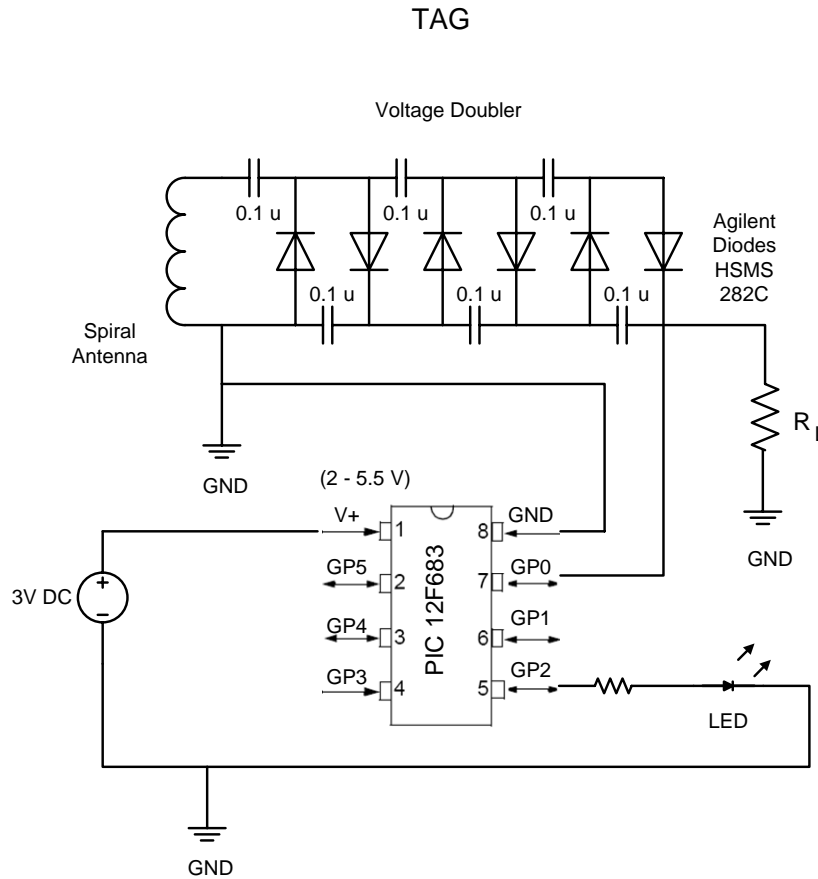 TAG
Voltage Doubler
0.1 u
0.1 u
0.1 u
Agilent
Diodes
HSMS
282C
0.1 u
0.1 u
0.1 u
Spiral
Antenna
R
GND
(2 - 5.5 V)
V+
1
8
GND
GND
GP5
2
7
GP0
3V DC
+
−
PIC 12F683
GP4
3
6
GP1
GP3
4
5
GP2
LED
GND